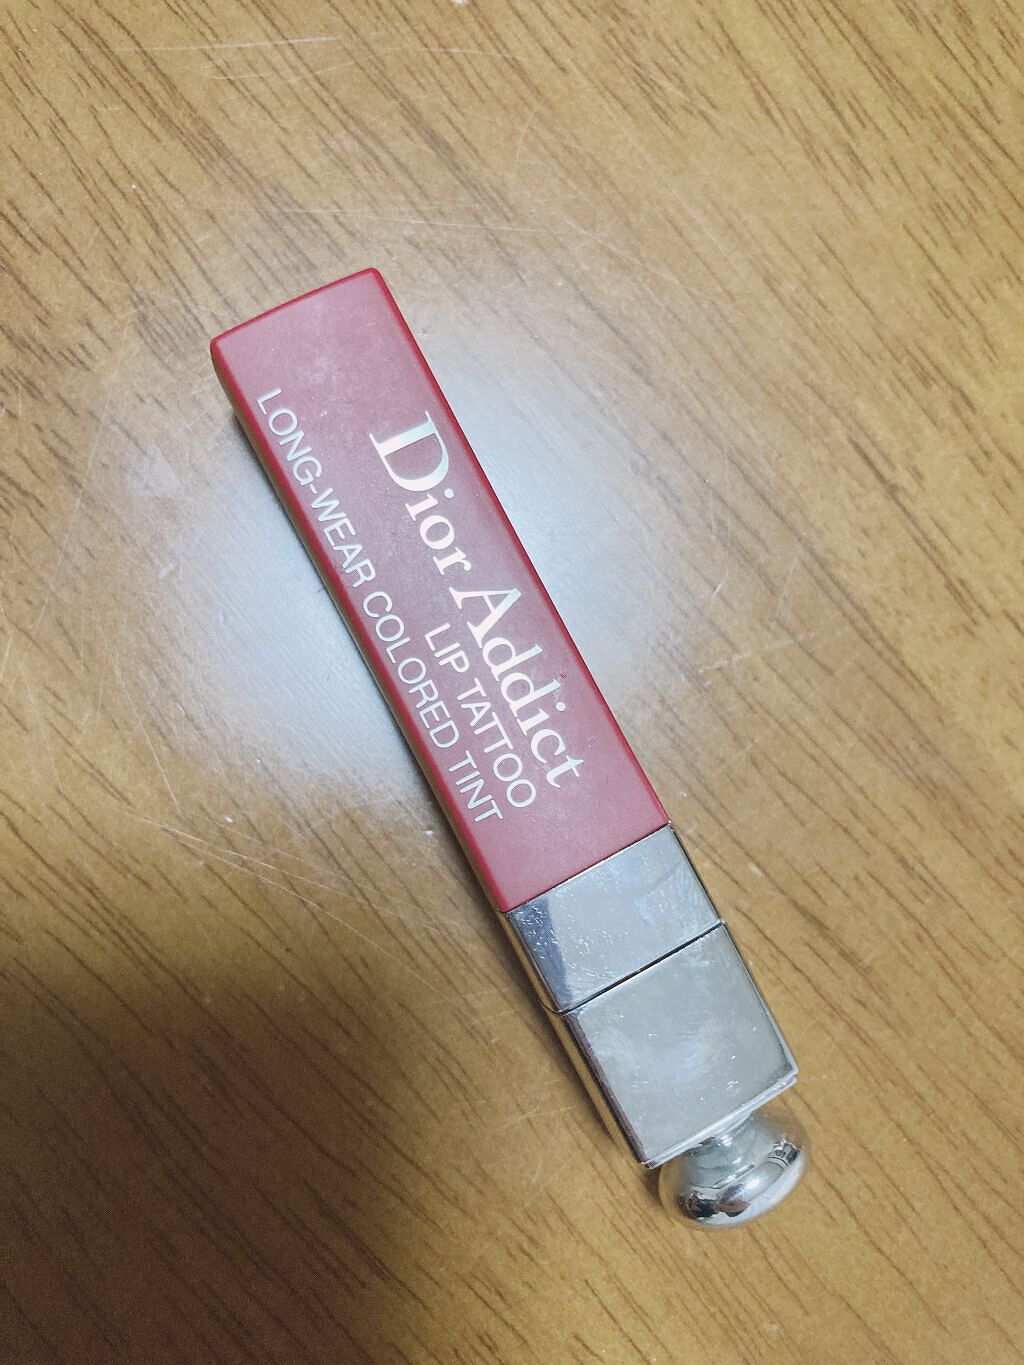 Dior Addict
LIP TATTOO
LONG-WEAR COLORED TINT